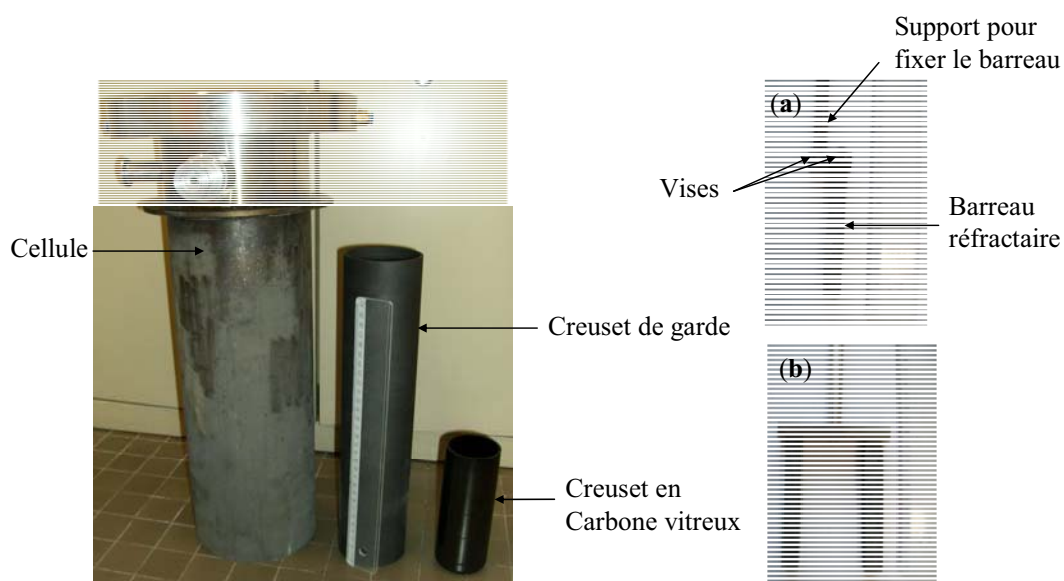 Support pour
fixer le barreau
(a)
Vises
Barreau
réfractaire
Cellule
Creuset de garde
(b)
Creuset en
Carbone vitreux